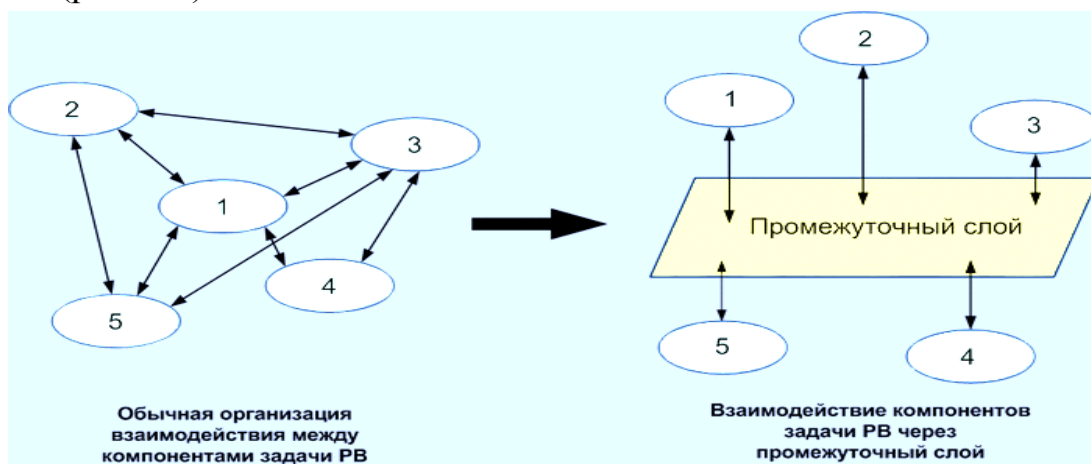 2
3
1
4
5
Обычная организация
взаимодействия между
компонентами задачи РВ
2
1
3
Промежуточный слой
5
4
Взаимодействие компонентов
задачи РВ через
промежуточный слой